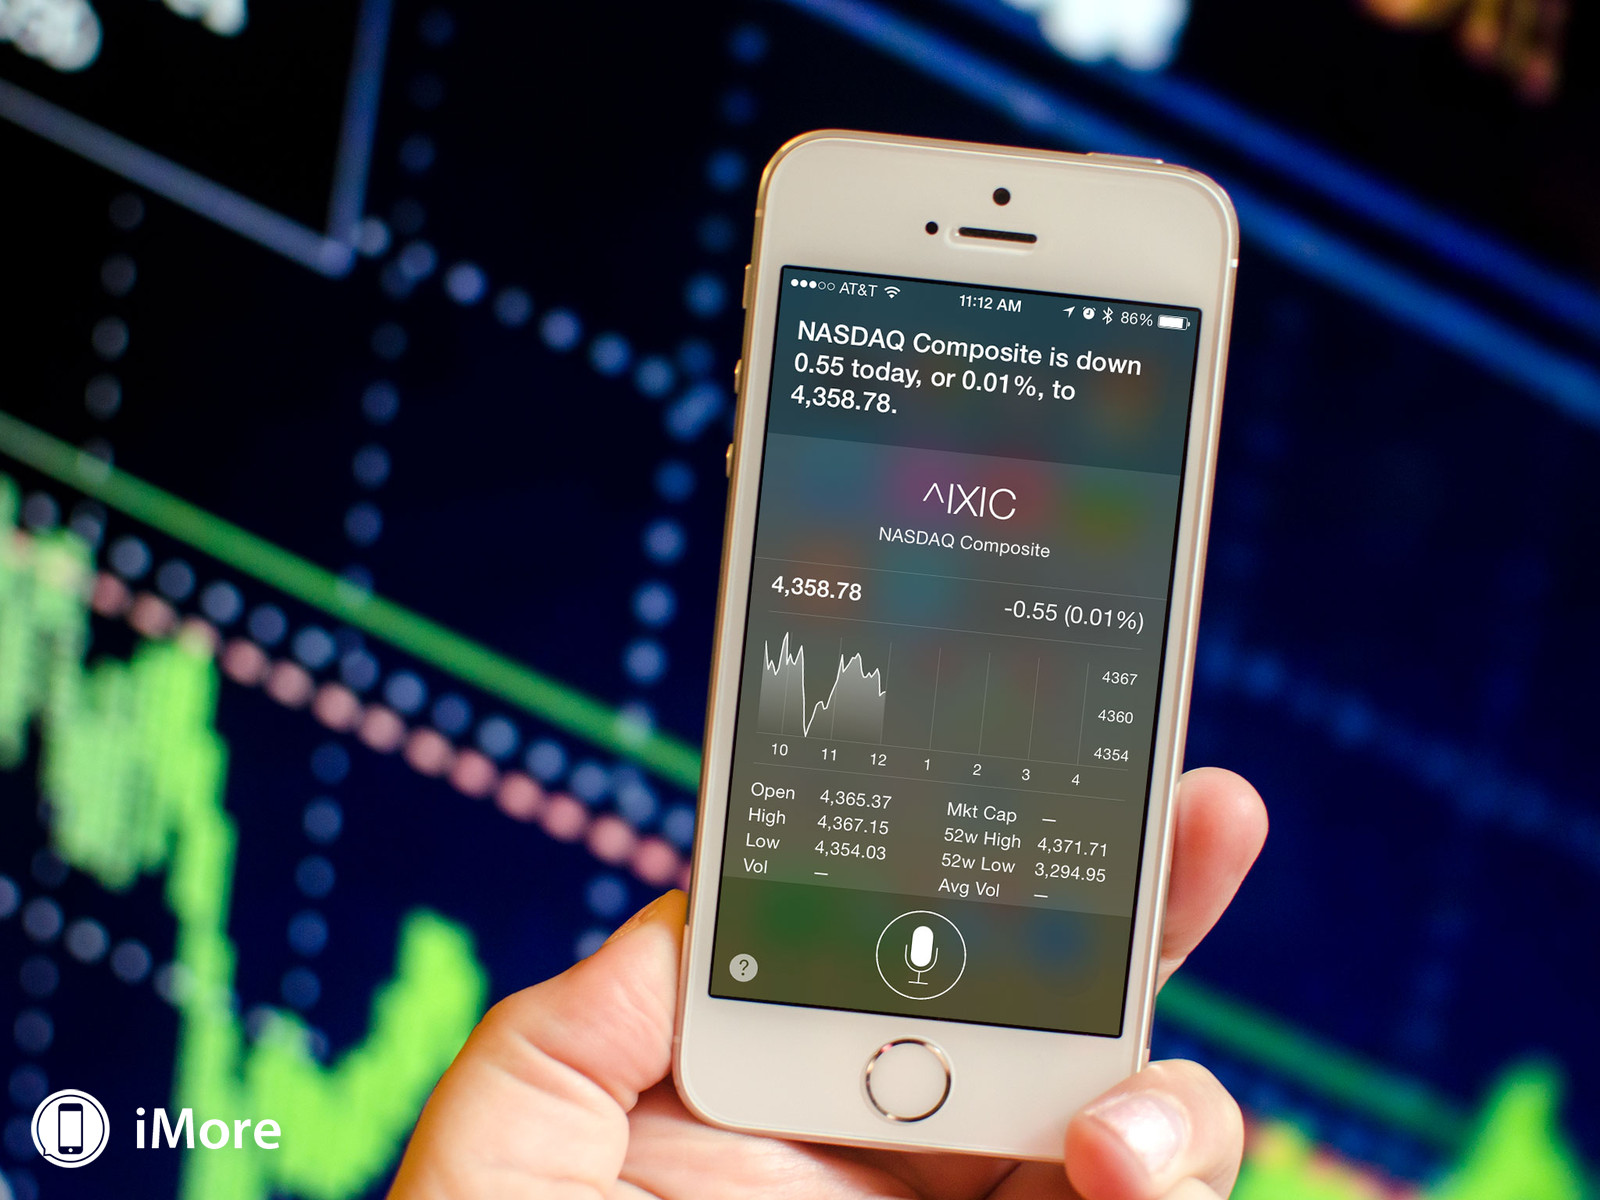 ●●●○○ AT&T 11:12 AM 86%
NASDAQ Composite is down
0.55 today, or 0.01%, to
4,358.78.
^IXIC
NASDAQ Composite
4,358.78 -0.55 (0.01%)
4367
4360
4354
10 11 12 1 2 3 4
Open 4,365.37 Mkt Cap —
High 4,367.15 52w High 4,371.71
Low 4,354.03 52w Low 3,294.95
Vol — Avg Vol —
?
iMore